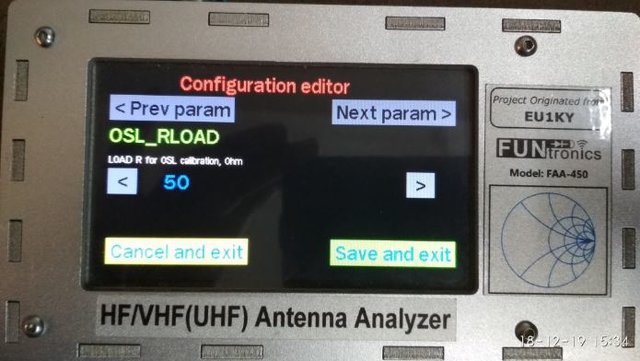 Configuration editor
< Prev param
Next param >
OSL_RLOAD
LOAD R for OSL calibration, Ohm
<
50
>
Cancel and exit
Save and exit
Project Originated from
EU1KY
FUNtronics
Model: FAA-450
HF/VHF(UHF) Antenna Analyzer
18-12-19 15:34